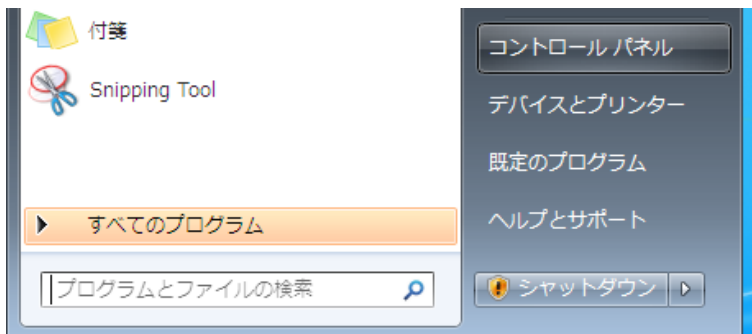 付箋
Snipping Tool
すべてのプログラム
プログラムとファイルの検索
コントロール パネル
デバイスとプリンター
既定のプログラム
ヘルプとサポート
シャットダウン